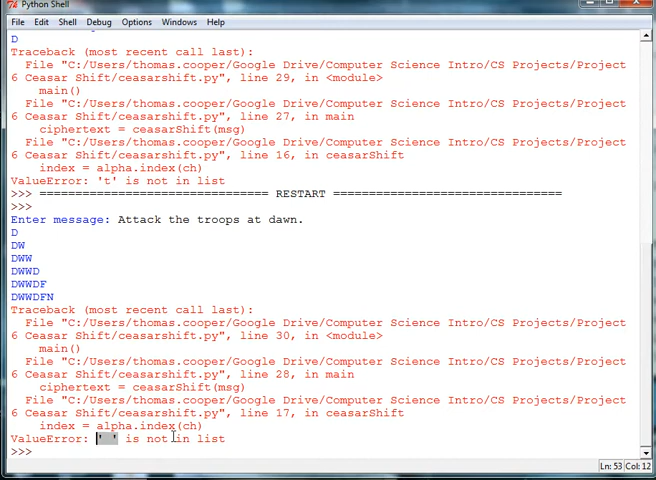 Python Shell
File Edit Shell Debug Options Windows Help
D
Traceback (most recent call last):
File "C:/Users/thomas.cooper/Google Drive/Computer Science Intro/CS Projects/Project
6 Ceasar Shift/ceasarshift.py", line 29, in <module>
main()
File "C:/Users/thomas.cooper/Google Drive/Computer Science Intro/CS Projects/Project
6 Ceasar Shift/ceasarshift.py", line 27, in main
ciphertext = ceasarShift(msg)
File "C:/Users/thomas.cooper/Google Drive/Computer Science Intro/CS Projects/Project
6 Ceasar Shift/ceasarshift.py", line 16, in ceasarShift
index = alpha.index(ch)
ValueError: 't' is not in list
>>> ================================ RESTART ================================
>>>
Enter message: Attack the troops at dawn.
D
DW
DWW
DWWD
DWWDF
DWWDFN
Traceback (most recent call last):
File "C:/Users/thomas.cooper/Google Drive/Computer Science Intro/CS Projects/Project
6 Ceasar Shift/ceasarshift.py", line 30, in <module>
main()
File "C:/Users/thomas.cooper/Google Drive/Computer Science Intro/CS Projects/Project
6 Ceasar Shift/ceasarshift.py", line 28, in main
ciphertext = ceasarShift(msg)
File "C:/Users/thomas.cooper/Google Drive/Computer Science Intro/CS Projects/Project
6 Ceasar Shift/ceasarshift.py", line 17, in ceasarShift
index = alpha.index(ch)
ValueError: ' ' is not in list
>>>
Ln: 53 Col: 12